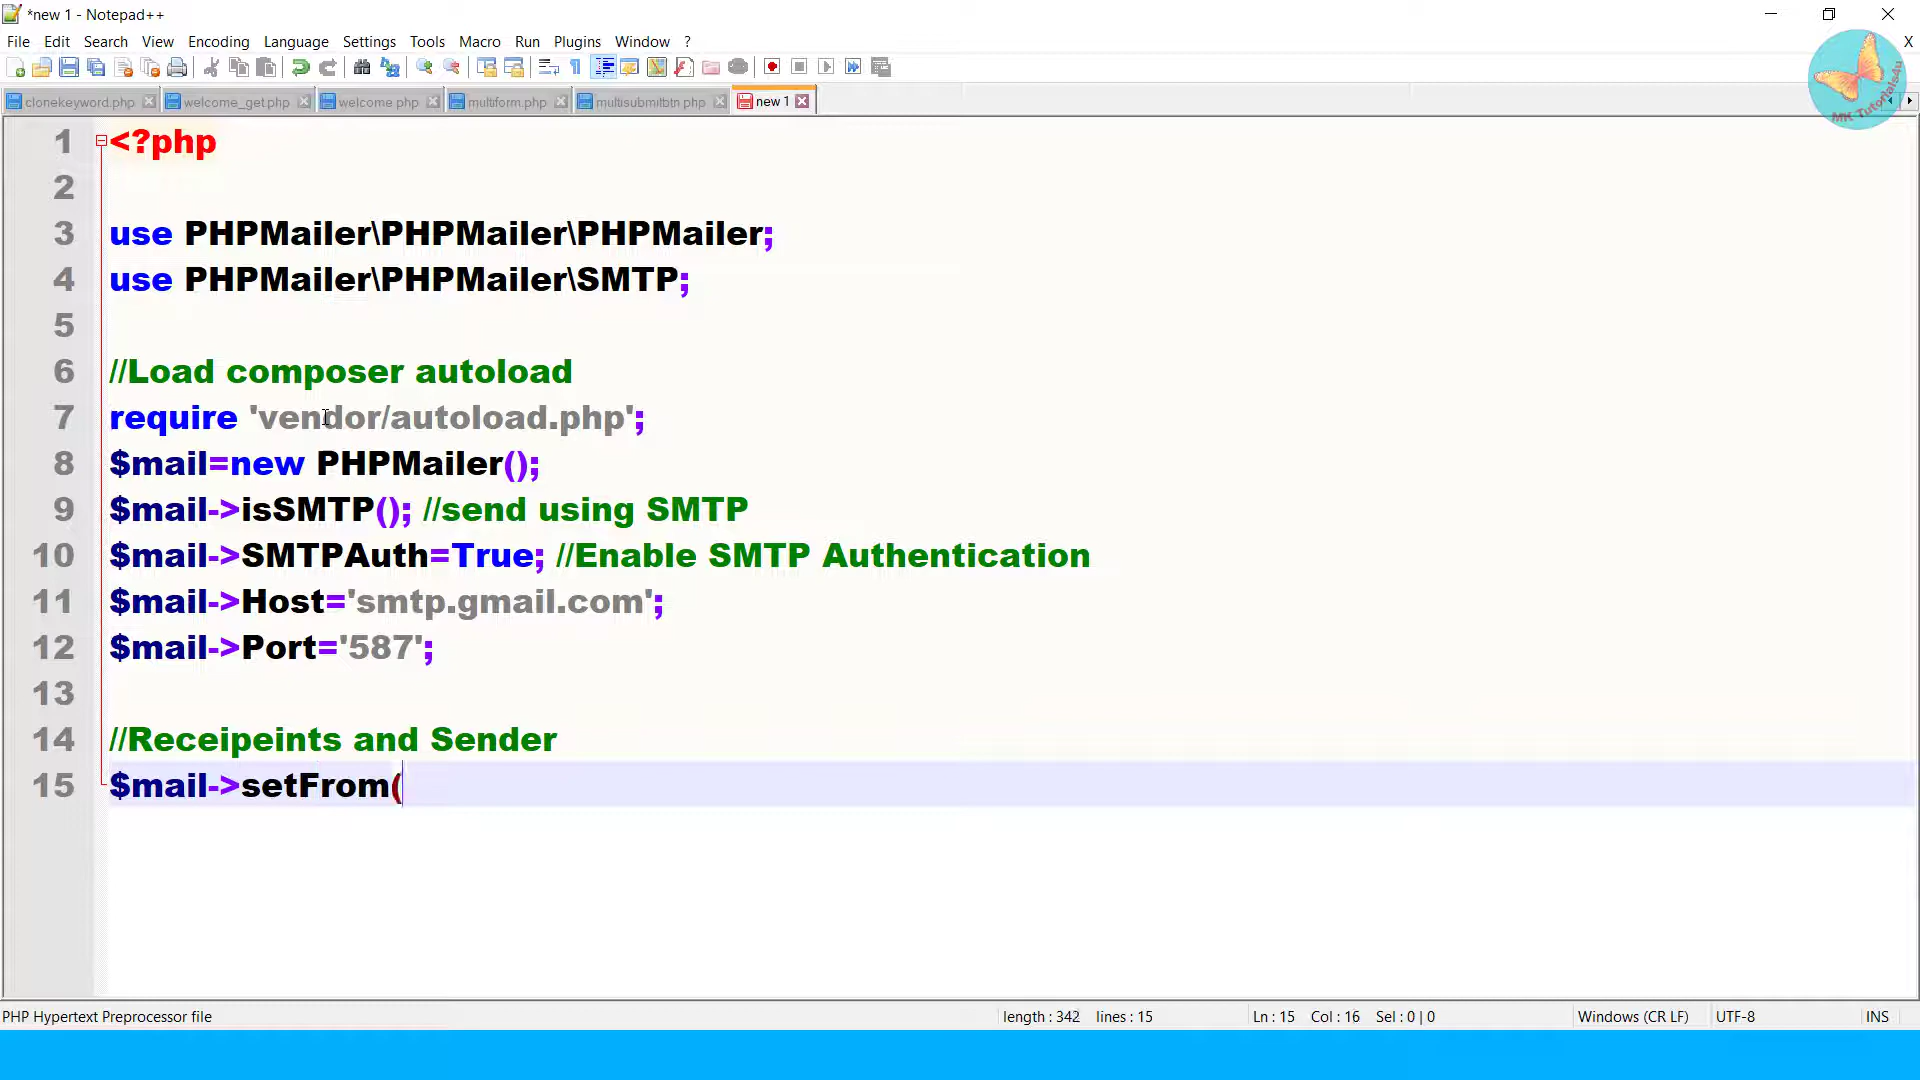 *new 1 - Notepad++
File Edit Search View Encoding Language Settings Tools Macro Run Plugins Window ? X
clonekeyword.php welcome_get.php welcome.php multiform.php multisubmitbtn.php new 1
MK Tutorials4u
1 <?php
2
3 use PHPMailer\PHPMailer\PHPMailer;
4 use PHPMailer\PHPMailer\SMTP;
5
6 //Load composer autoload
7 require 'vendor/autoload.php';
8 $mail=new PHPMailer();
9 $mail->isSMTP(); //send using SMTP
10 $mail->SMTPAuth=True; //Enable SMTP Authentication
11 $mail->Host='smtp.gmail.com';
12 $mail->Port='587';
13
14 //Receipeints and Sender
15 $mail->setFrom(
PHP Hypertext Preprocessor file length : 342 lines : 15 Ln : 15 Col : 16 Sel : 0 | 0 Windows (CR LF) UTF-8 INS